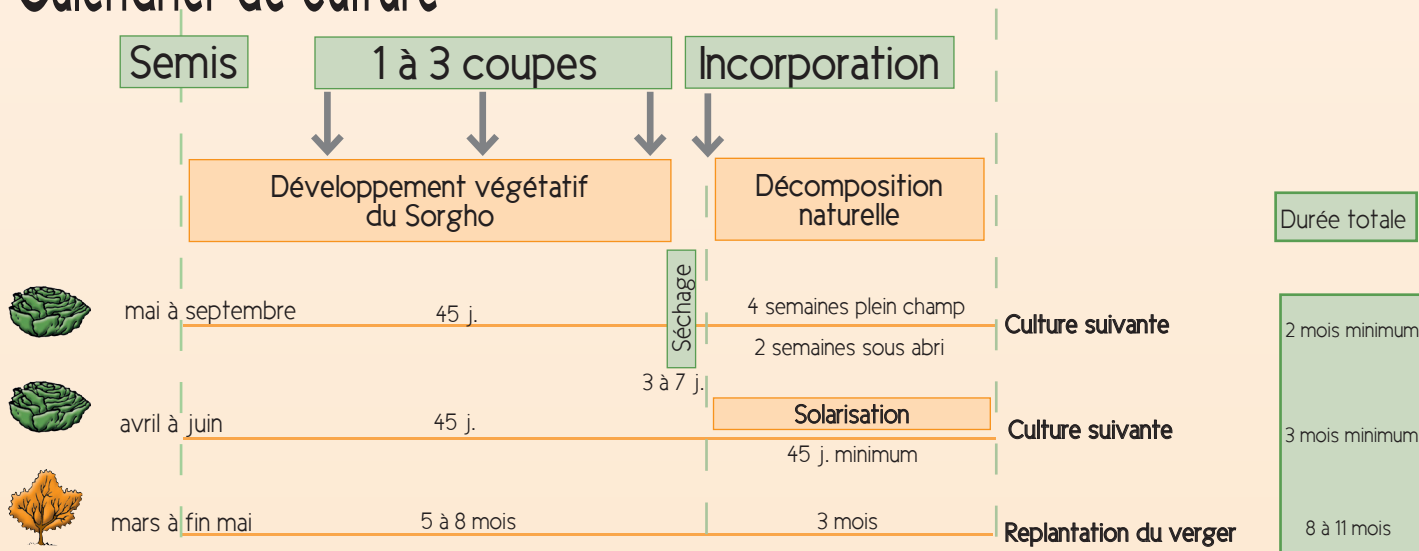 Calendrier de culture
Semis
1 à 3 coupes
Incorporation
Développement végétatif
du Sorgho
Décomposition
naturelle
Durée totale
mai à septembre
45 j.
Séchage
4 semaines plein champ
2 semaines sous abri
Culture suivante
2 mois minimum
3 à 7 j.
avril à juin
45 j.
Solarisation
45 j. minimum
Culture suivante
3 mois minimum
mars à fin mai
5 à 8 mois
3 mois
Replantation du verger
8 à 11 mois